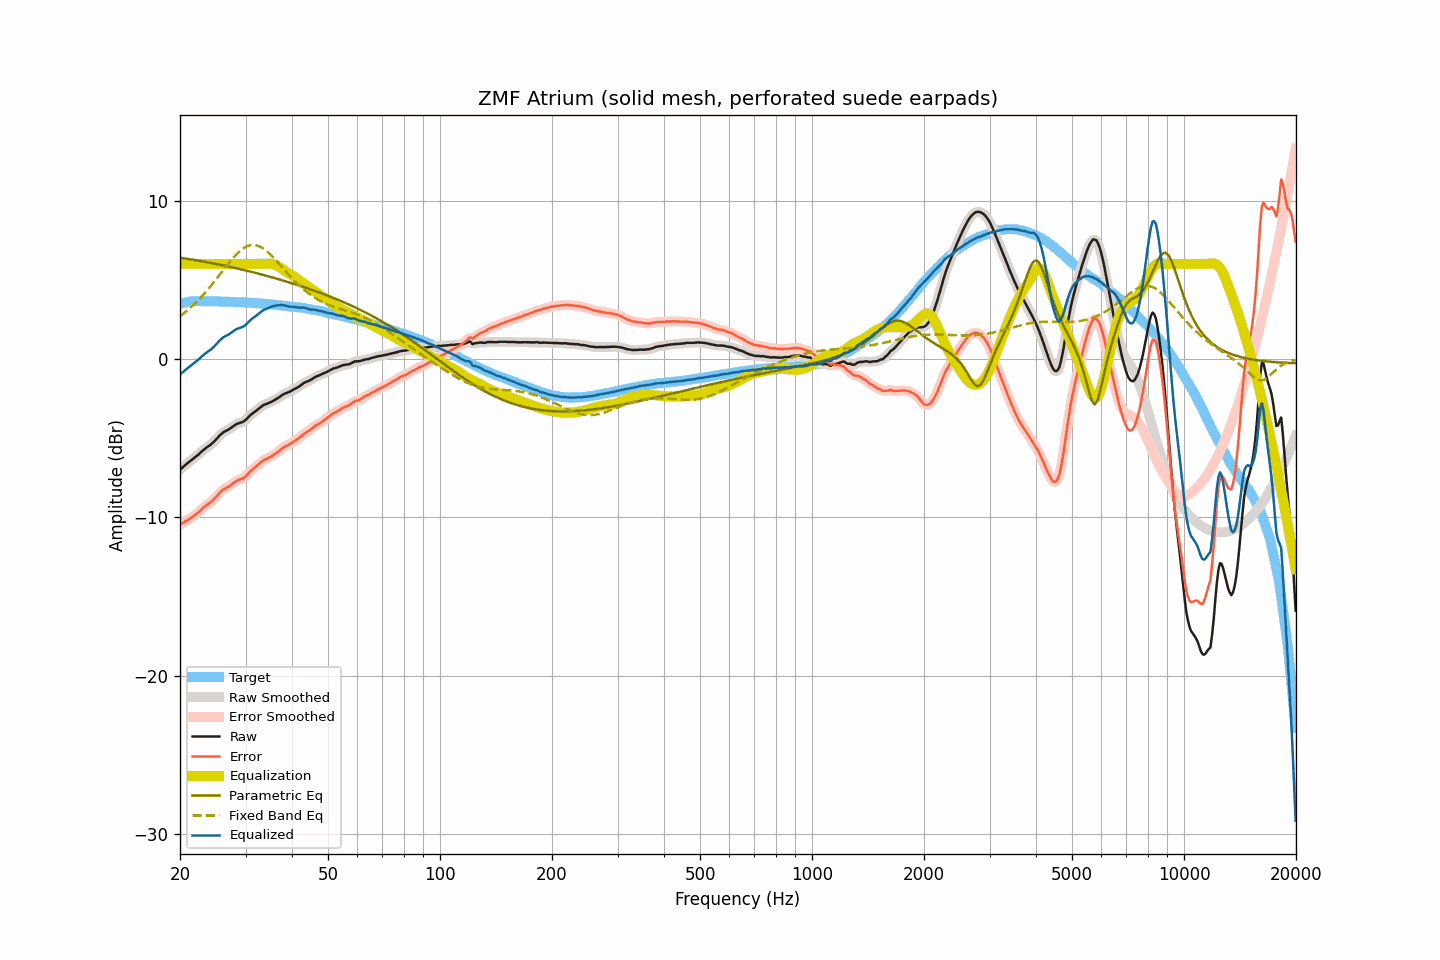 ZMF Atrium (solid mesh, perforated suede earpads)
Amplitude (dBr)
10
0
−10
−20
−30
Target
Raw Smoothed
Error Smoothed
Raw
Error
Equalization
Parametric Eq
Fixed Band Eq
Equalized
20 50 100 200 500 1000 2000 5000 10000 20000
Frequency (Hz)